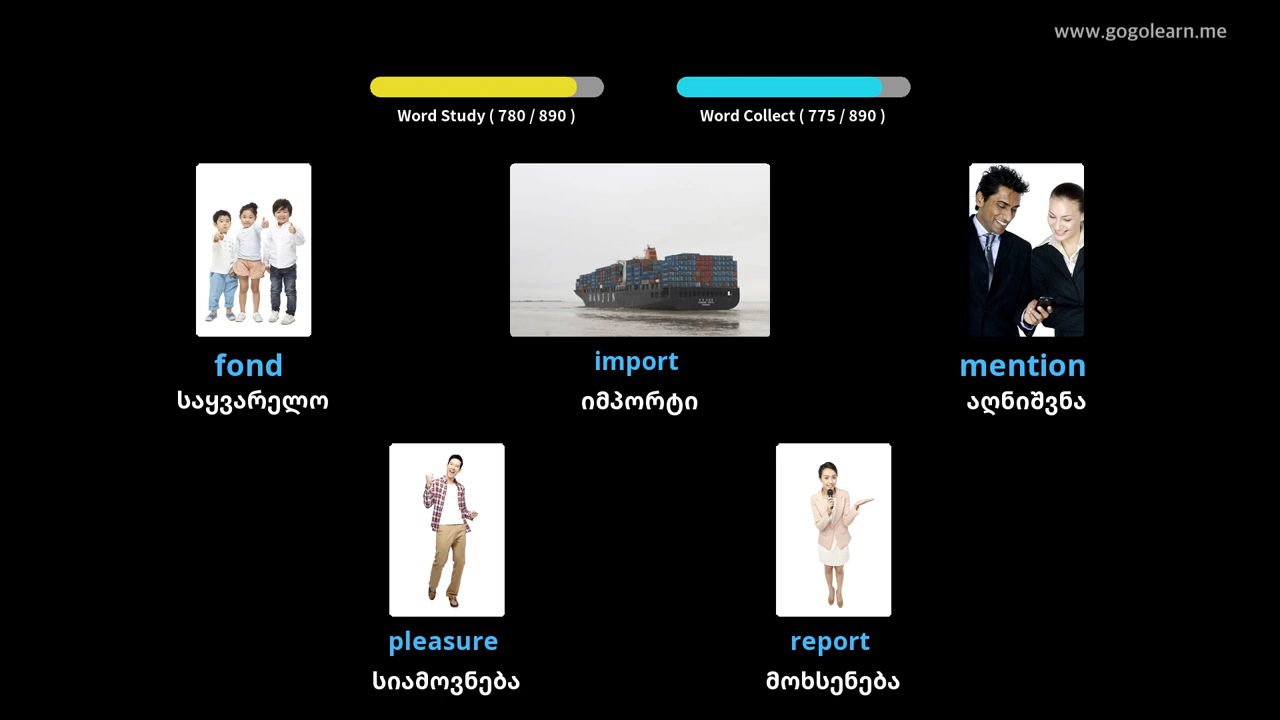 www.gogolearn.me
Word Study ( 780 / 890 )
Word Collect ( 775 / 890 )
HANJIN
fond
import
mention
საყვარელო
იმპორტი
აღნიშვნა
pleasure
report
სიამოვნება
მოხსენება